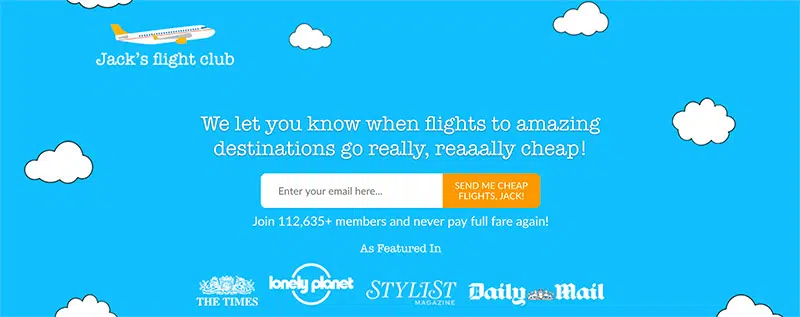 Jack's flight club
We let you know when flights to amazing
destinations go really, reaaally cheap!
Enter your email here...
SEND ME CHEAP
FLIGHTS, JACK!
Join 112,635+ members and never pay full fare again!
As Featured In
THE TIMES
lonely planet
STYLIST
MAGAZINE
Daily Mail